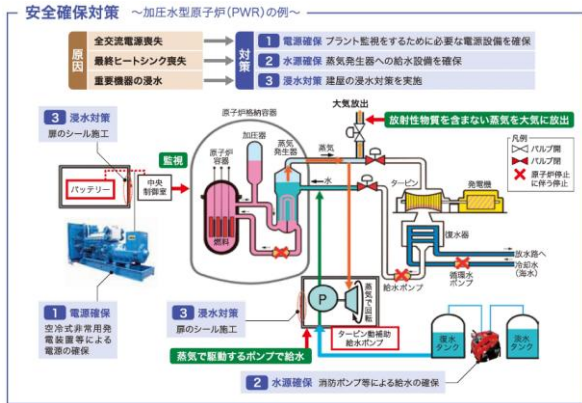 安全確保対策 ~加圧水型原子炉(PWR)の例~
原因
全交流電源喪失
最終ヒートシンク喪失
重要機器の浸水
対策
1 電源確保 プラント監視をするために必要な電源設備を確保
2 水源確保 蒸気発生器への給水設備を確保
3 浸水対策 建屋の浸水対策を実施
大気放出
放射性物質を含まない蒸気を大気に放出
凡例
バルブ開
バルブ閉
原子炉停止
に伴う停止
3 浸水対策
扉のシール施工
監視
バッテリー
中央
制御室
原子炉格納容器
加圧器
原子炉
容器
燃料
蒸気
発生器
蒸気
水
タービン
発電機
復水器
放水路へ
冷却水
(海水)
循環水
ポンプ
給水ポンプ
1 電源確保
空冷式非常用発
電装置等による
電源の確保
3 浸水対策
扉のシール施工
P
蒸気で
回転
タービン動補助
給水ポンプ
蒸気で駆動するポンプで給水
復水
タンク
淡水
タンク
2 水源確保 消防ポンプ等による給水の確保